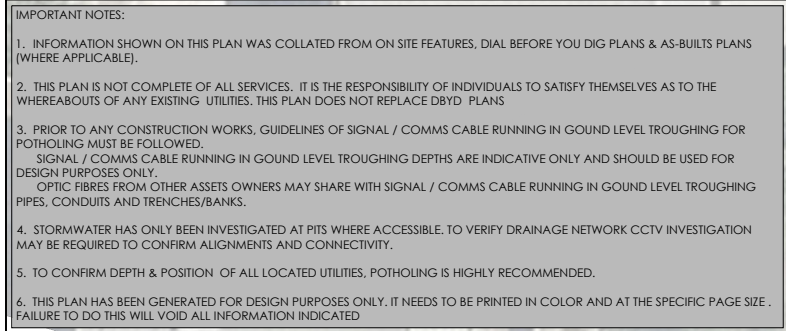 IMPORTANT NOTES:
1. INFORMATION SHOWN ON THIS PLAN WAS COLLATED FROM ON SITE FEATURES, DIAL BEFORE YOU DIG PLANS & AS-BUILTS PLANS
(WHERE APPLICABLE).
2. THIS PLAN IS NOT COMPLETE OF ALL SERVICES. IT IS THE RESPONSIBILITY OF INDIVIDUALS TO SATISFY THEMSELVES AS TO THE
WHEREABOUTS OF ANY EXISTING UTILITIES. THIS PLAN DOES NOT REPLACE DBYD PLANS
3. PRIOR TO ANY CONSTRUCTION WORKS, GUIDELINES OF SIGNAL / COMMS CABLE RUNNING IN GOUND LEVEL TROUGHING FOR
POTHOLING MUST BE FOLLOWED.
SIGNAL / COMMS CABLE RUNNING IN GOUND LEVEL TROUGHING DEPTHS ARE INDICATIVE ONLY AND SHOULD BE USED FOR
DESIGN PURPOSES ONLY.
OPTIC FIBRES FROM OTHER ASSETS OWNERS MAY SHARE WITH SIGNAL / COMMS CABLE RUNNING IN GOUND LEVEL TROUGHING
PIPES, CONDUITS AND TRENCHES/BANKS.
4. STORMWATER HAS ONLY BEEN INVESTIGATED AT PITS WHERE ACCESSIBLE. TO VERIFY DRAINAGE NETWORK CCTV INVESTIGATION
MAY BE REQUIRED TO CONFIRM ALIGNMENTS AND CONNECTIVITY.
5. TO CONFIRM DEPTH & POSITION OF ALL LOCATED UTILITIES, POTHOLING IS HIGHLY RECOMMENDED.
6. THIS PLAN HAS BEEN GENERATED FOR DESIGN PURPOSES ONLY. IT NEEDS TO BE PRINTED IN COLOR AND AT THE SPECIFIC PAGE SIZE .
FAILURE TO DO THIS WILL VOID ALL INFORMATION INDICATED